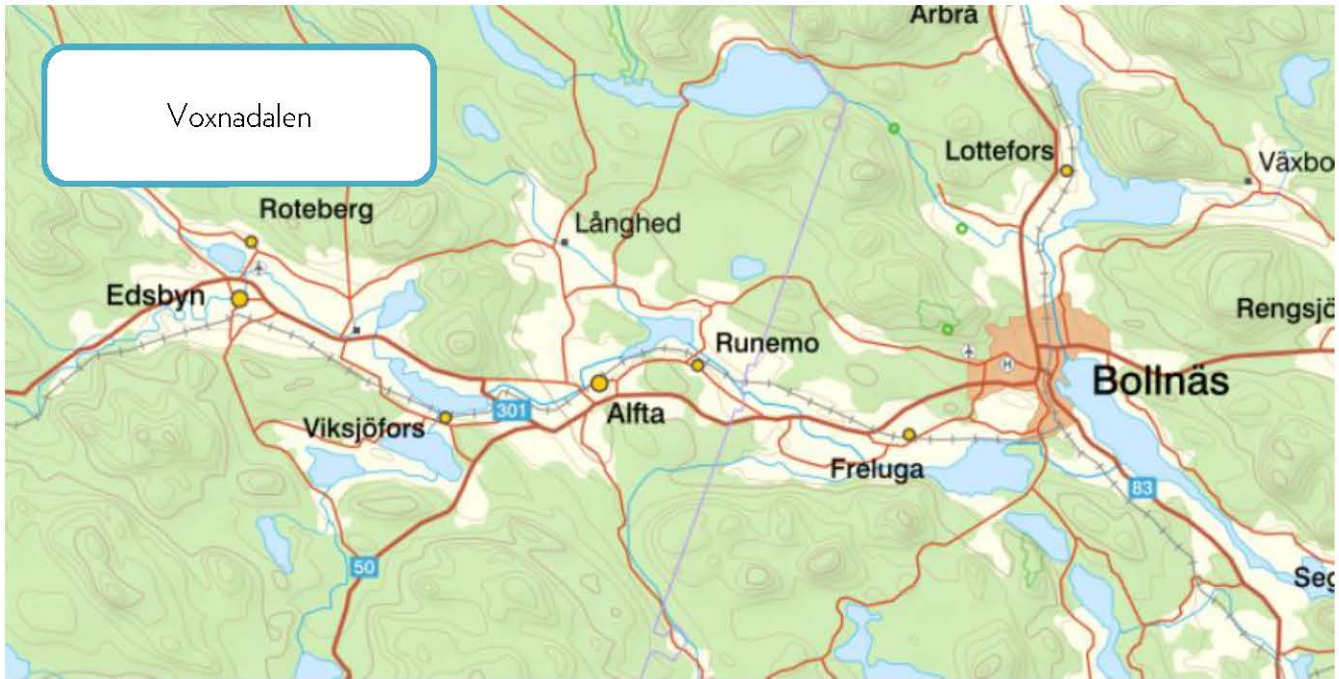 Arbrå
Voxnadalen
Lottefors
Växbo
Roteberg
Långhed
Edsbyn
Rengsjö
Runemo
Bollnäs
301
Alfta
Viksjöfors
Freluga
83
50
Seg
H